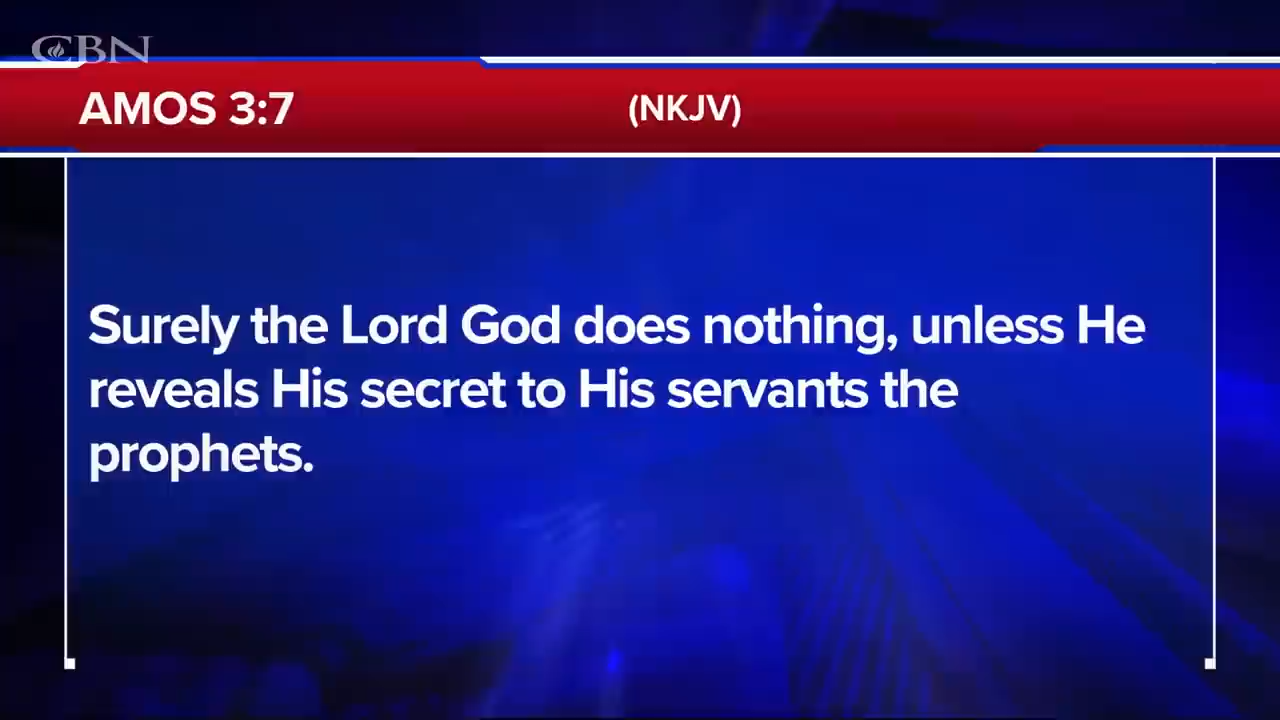 CBN
AMOS 3:7 (NKJV)
Surely the Lord God does nothing, unless He
reveals His secret to His servants the
prophets.